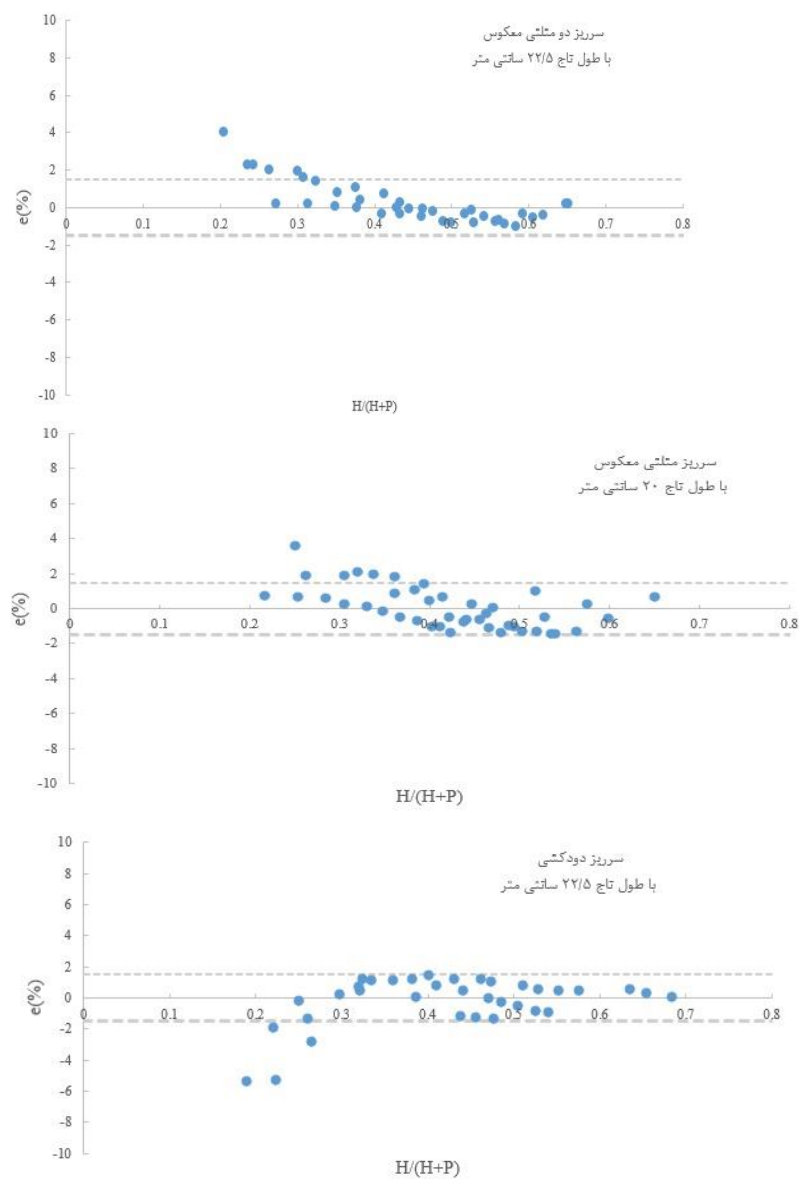 سرریز دو مثلثی معکوس
با طول تاج ۲۲/۵ سانتی متر
10
8
6
4
2
0
-2
-4
-6
-8
-10
e(%)
0 0.1 0.2 0.3 0.4 0.5 0.6 0.7 0.8
H/(H+P)
سرریز مثلثی معکوس
با طول تاج ۲۰ سانتی متر
10
8
6
4
2
0
-2
-4
-6
-8
-10
e(%)
0 0.1 0.2 0.3 0.4 0.5 0.6 0.7 0.8
H/(H+P)
سرریز دودکشی
با طول تاج ۲۲/۵ سانتی متر
10
8
6
4
2
0
-2
-4
-6
-8
-10
e(%)
0 0.1 0.2 0.3 0.4 0.5 0.6 0.7 0.8
H/(H+P)